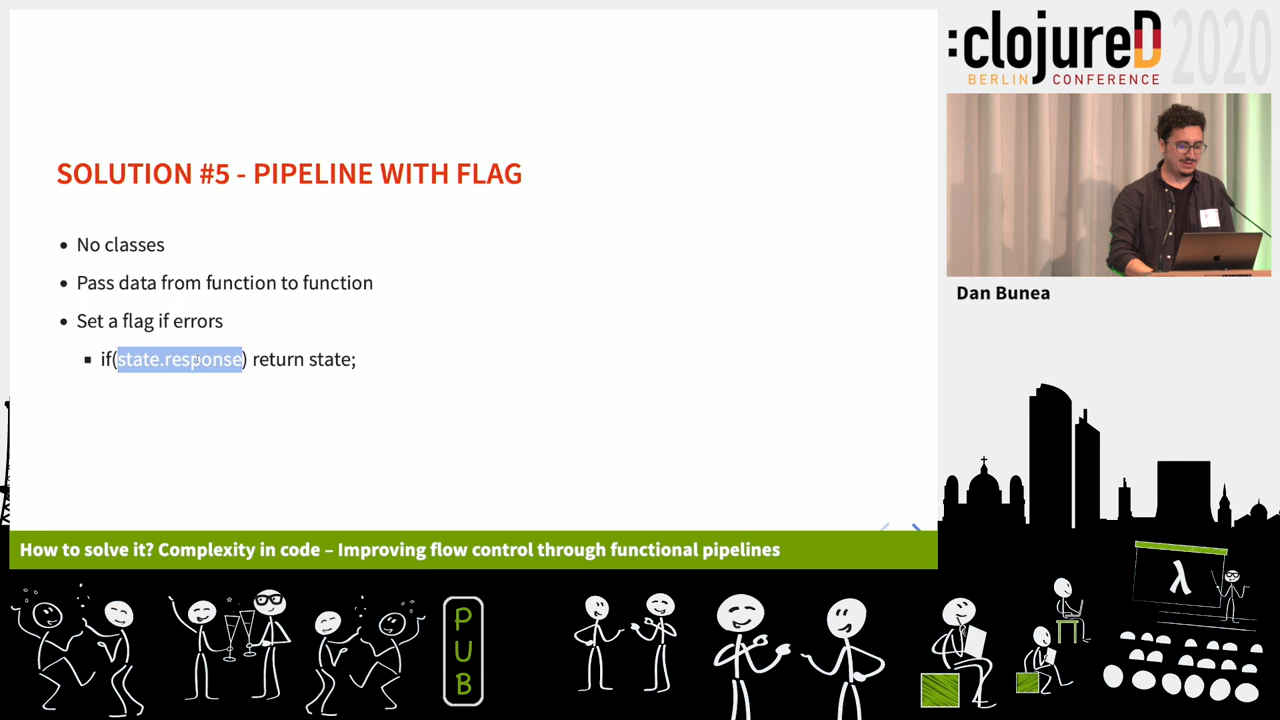 SOLUTION #5 - PIPELINE WITH FLAG
No classes
Pass data from function to function
Set a flag if errors
if(state.response) return state;
How to solve it? Complexity in code – Improving flow control through functional pipelines
:clojureD 2020
BERLIN CONFERENCE
Dan Bunea
PUB
λ